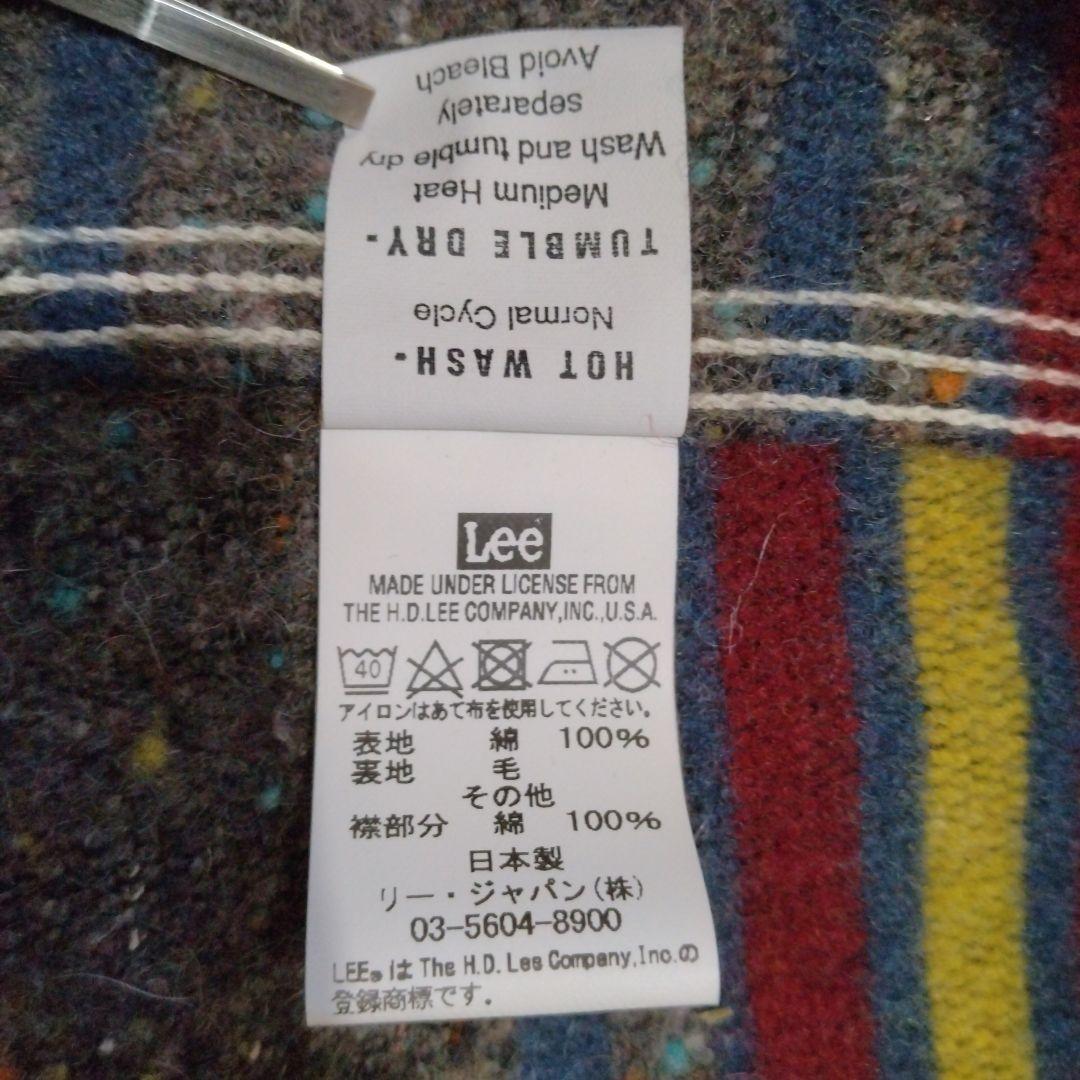 HOT WASH-
Normal Cycle
TUMBLE DRY-
Medium Heat
Wash and tumble dry
separately
Avoid Bleach
Lee
MADE UNDER LICENSE FROM
THE H.D.LEE COMPANY,INC.,U.S.A.
40
アイロンはあて布を使用してください。
表地 綿 100%
裏地 毛
その他
襟部分 綿 100%
日本製
リー・ジャパン(株)
03-5604-8900
LEE®は The H.D. Lee Company,Inc.の
登録商標です.